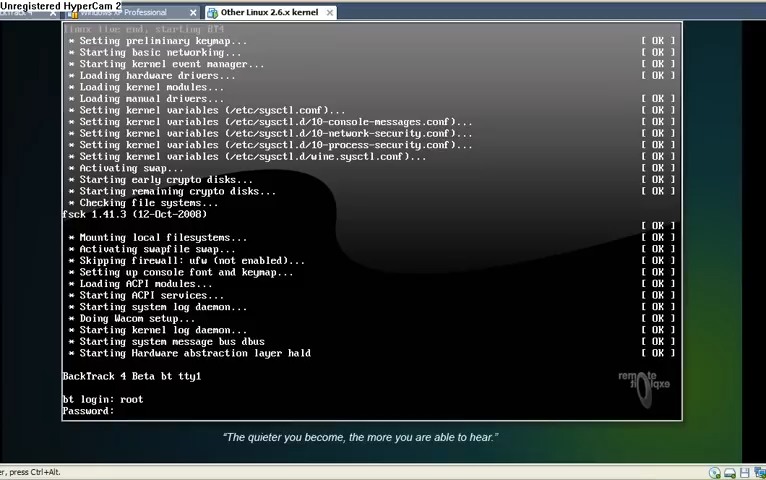 Unregistered HyperCam 2
Windows XP Professional
Other Linux 2.6.x kernel
linux live end, starting BT4
* Setting preliminary keymap... [ OK ]
* Starting basic networking... [ OK ]
* Starting kernel event manager... [ OK ]
* Loading hardware drivers... [ OK ]
* Loading kernel modules...
* Loading manual drivers... [ OK ]
* Setting kernel variables (/etc/sysctl.conf)... [ OK ]
* Setting kernel variables (/etc/sysctl.d/10-console-messages.conf)... [ OK ]
* Setting kernel variables (/etc/sysctl.d/10-network-security.conf)... [ OK ]
* Setting kernel variables (/etc/sysctl.d/10-process-security.conf)... [ OK ]
* Setting kernel variables (/etc/sysctl.d/wine.sysctl.conf)... [ OK ]
* Activating swap... [ OK ]
* Starting early crypto disks... [ OK ]
* Starting remaining crypto disks... [ OK ]
* Checking file systems...
fsck 1.41.3 (12-Oct-2008)
[ OK ]
* Mounting local filesystems... [ OK ]
* Activating swapfile swap... [ OK ]
* Skipping firewall: ufw (not enabled)... [ OK ]
* Setting up console font and keymap... [ OK ]
* Loading ACPI modules... [ OK ]
* Starting ACPI services... [ OK ]
* Starting system log daemon... [ OK ]
* Doing Wacom setup... [ OK ]
* Starting kernel log daemon... [ OK ]
* Starting system message bus dbus [ OK ]
* Starting Hardware abstraction layer hald [ OK ]
BackTrack 4 Beta bt tty1
remote
exploit
bt login: root
Password:
"The quieter you become, the more you are able to hear."
er, press Ctrl+Alt.